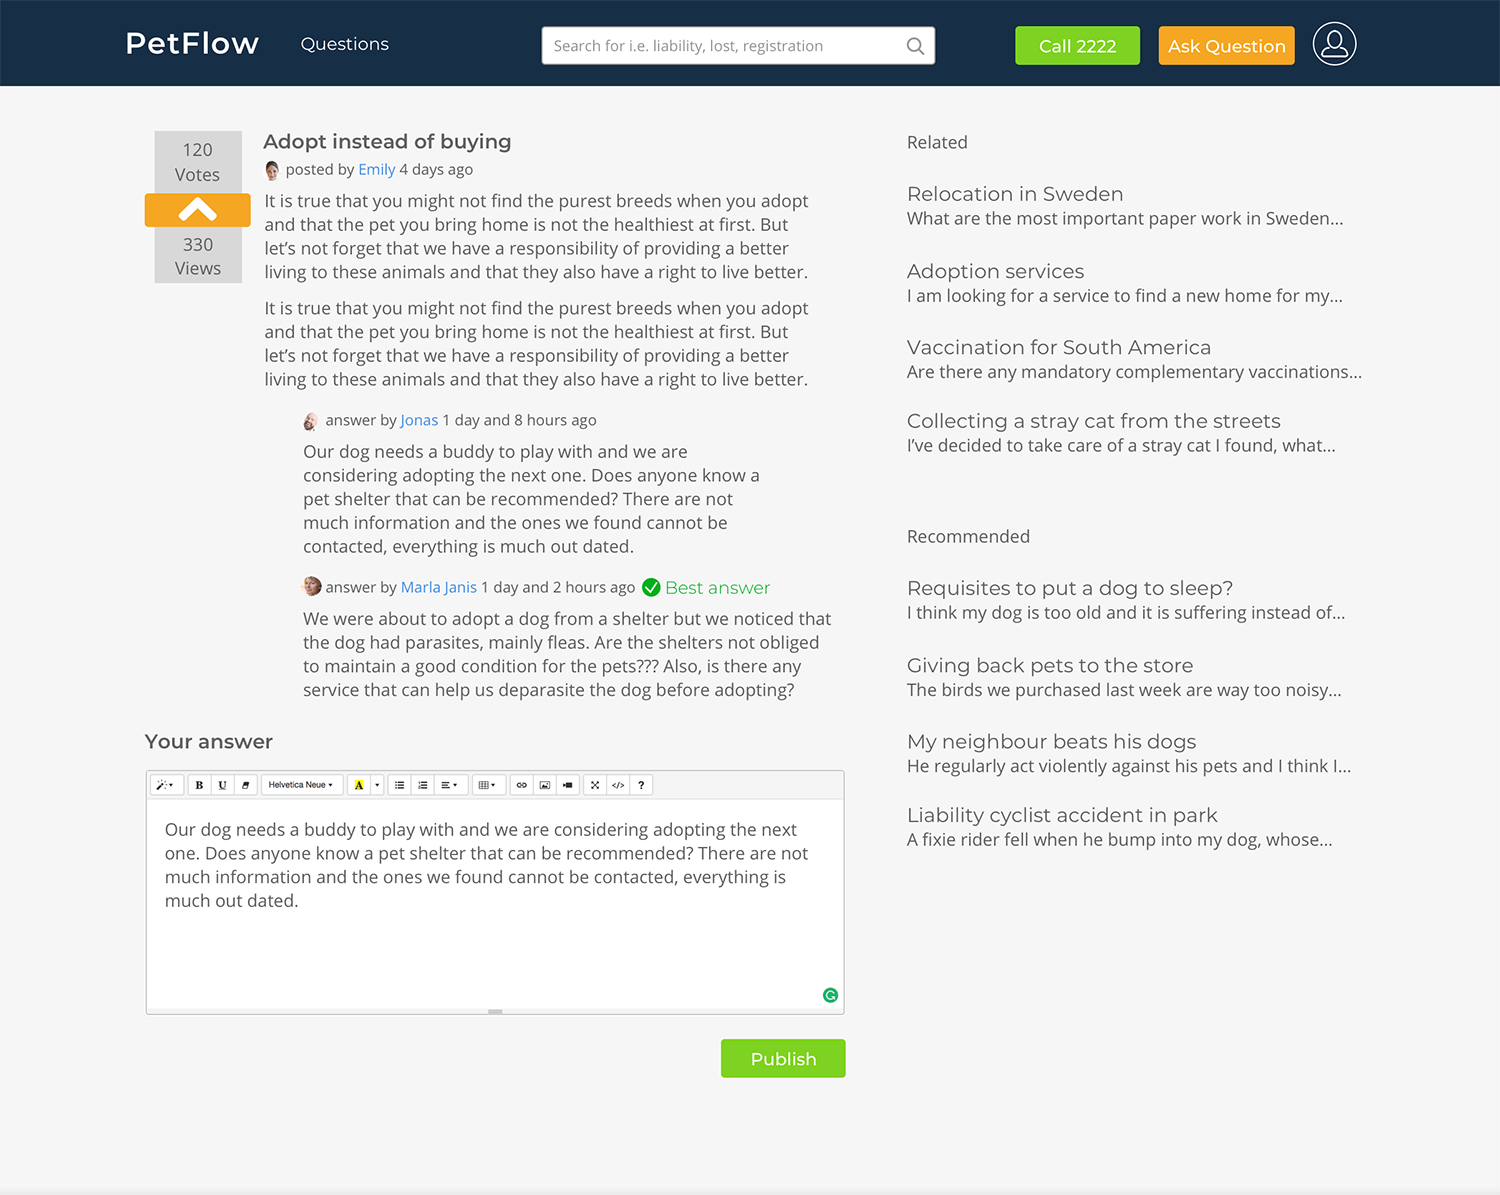 PetFlow Questions Search for i.e. liability, lost, registration Call 2222 Ask Question
120
Votes
330
Views
Adopt instead of buying
posted by Emily 4 days ago
It is true that you might not find the purest breeds when you adopt
and that the pet you bring home is not the healthiest at first. But
let’s not forget that we have a responsibility of providing a better
living to these animals and that they also have a right to live better.
It is true that you might not find the purest breeds when you adopt
and that the pet you bring home is not the healthiest at first. But
let’s not forget that we have a responsibility of providing a better
living to these animals and that they also have a right to live better.
answer by Jonas 1 day and 8 hours ago
Our dog needs a buddy to play with and we are
considering adopting the next one. Does anyone know a
pet shelter that can be recommended? There are not
much information and the ones we found cannot be
contacted, everything is much out dated.
answer by Marla Janis 1 day and 2 hours ago Best answer
We were about to adopt a dog from a shelter but we noticed that
the dog had parasites, mainly fleas. Are the shelters not obliged
to maintain a good condition for the pets??? Also, is there any
service that can help us deparasite the dog before adopting?
Your answer
B U Helvetica Neue A </> ?
Our dog needs a buddy to play with and we are considering adopting the next
one. Does anyone know a pet shelter that can be recommended? There are not
much information and the ones we found cannot be contacted, everything is
much out dated.
Publish
Related
Relocation in Sweden
What are the most important paper work in Sweden...
Adoption services
I am looking for a service to find a new home for my...
Vaccination for South America
Are there any mandatory complementary vaccinations...
Collecting a stray cat from the streets
I’ve decided to take care of a stray cat I found, what...
Recommended
Requisites to put a dog to sleep?
I think my dog is too old and it is suffering instead of...
Giving back pets to the store
The birds we purchased last week are way too noisy...
My neighbour beats his dogs
He regularly act violently against his pets and I think I...
Liability cyclist accident in park
A fixie rider fell when he bump into my dog, whose...